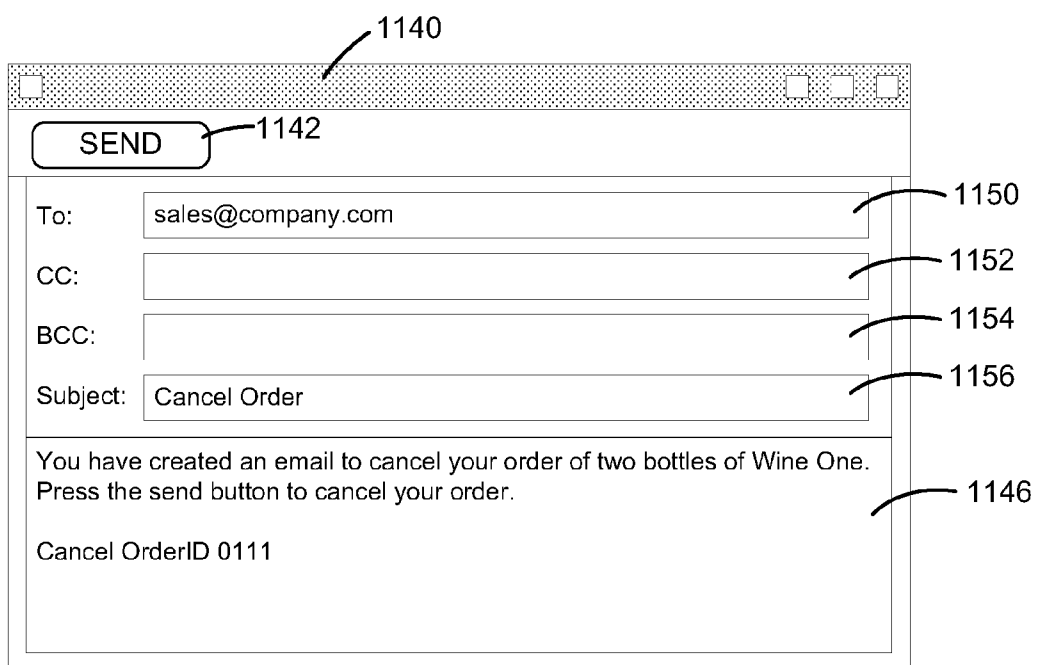 1140
SEND
1142
To:
sales@company.com
1150
CC:
1152
BCC:
1154
Subject:
Cancel Order
1156
You have created an email to cancel your order of two bottles of Wine One.
Press the send button to cancel your order.
1146
Cancel OrderID 0111